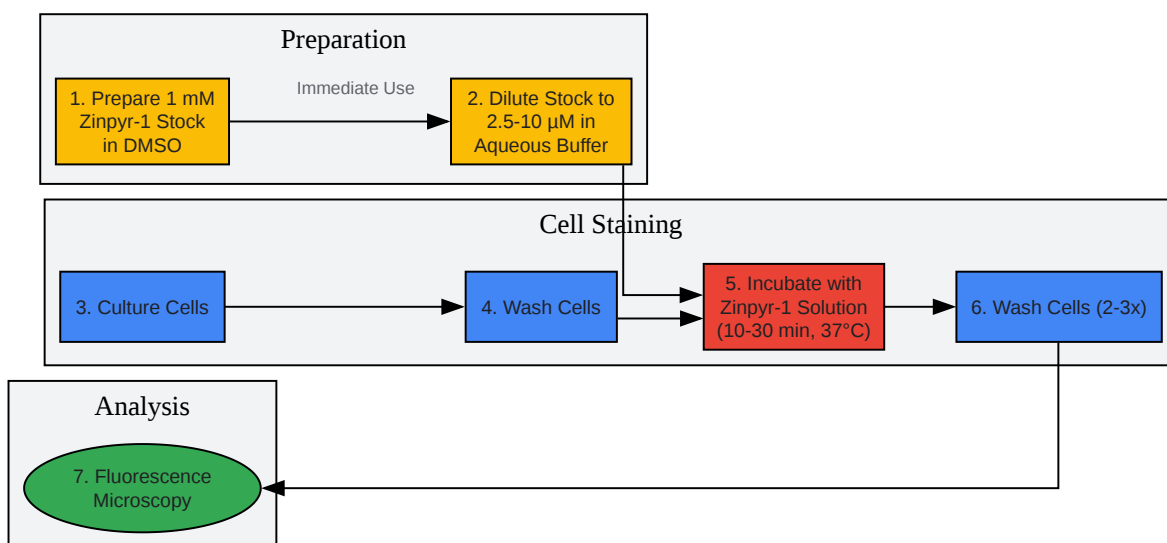 Preparation
1. Prepare 1 mM
Zinpyr-1 Stock
in DMSO
Immediate Use
2. Dilute Stock to
2.5-10 µM in
Aqueous Buffer
Cell Staining
3. Culture Cells
4. Wash Cells
5. Incubate with
Zinpyr-1 Solution
(10-30 min, 37°C)
6. Wash Cells (2-3x)
Analysis
7. Fluorescence
Microscopy